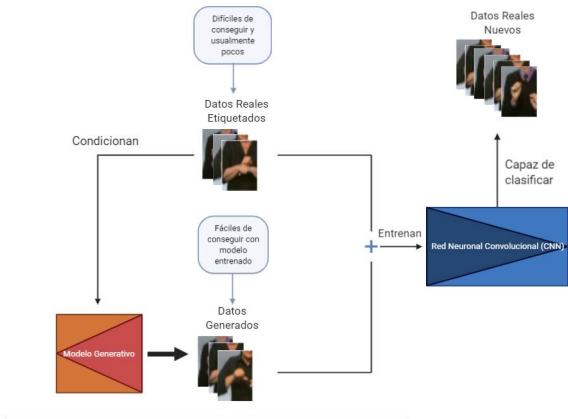 Difíciles de
conseguir y
usualmente
pocos
Datos Reales
Nuevos
Datos Reales
Etiquetados
Condicionan
Capaz de
clasificar
Fáciles de
conseguir con
modelo
entrenado
Entrenan
+
Red Neuronal Convolucional (CNN)
Datos
Generados
Modelo Generativo